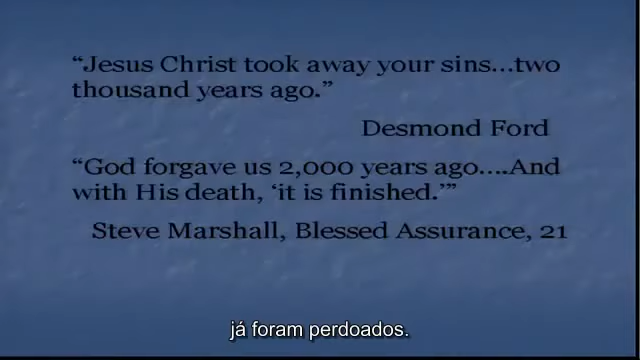 “Jesus Christ took away your sins...two
thousand years ago.”
Desmond Ford
“God forgave us 2,000 years ago....And
with His death, ‘it is finished.’”
Steve Marshall, Blessed Assurance, 21
já foram perdoados.